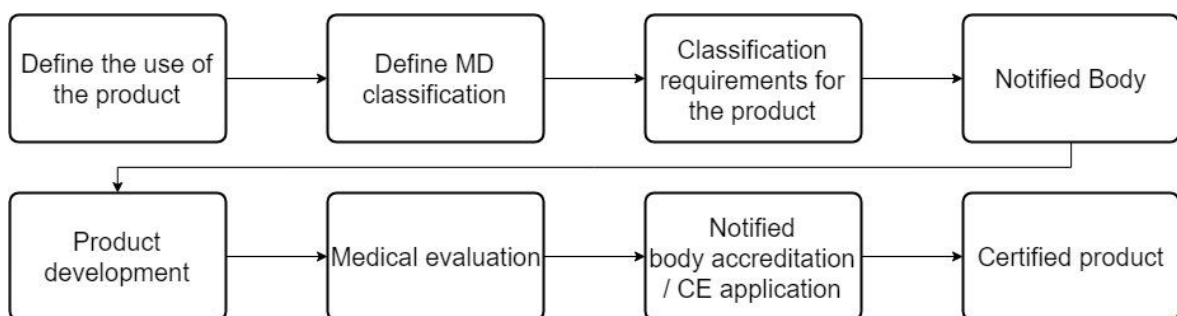 Define the use of
the product
Define MD
classification
Classification
requirements for
the product
Notified Body
Product
development
Medical evaluation
Notified
body accreditation
/ CE application
Certified product